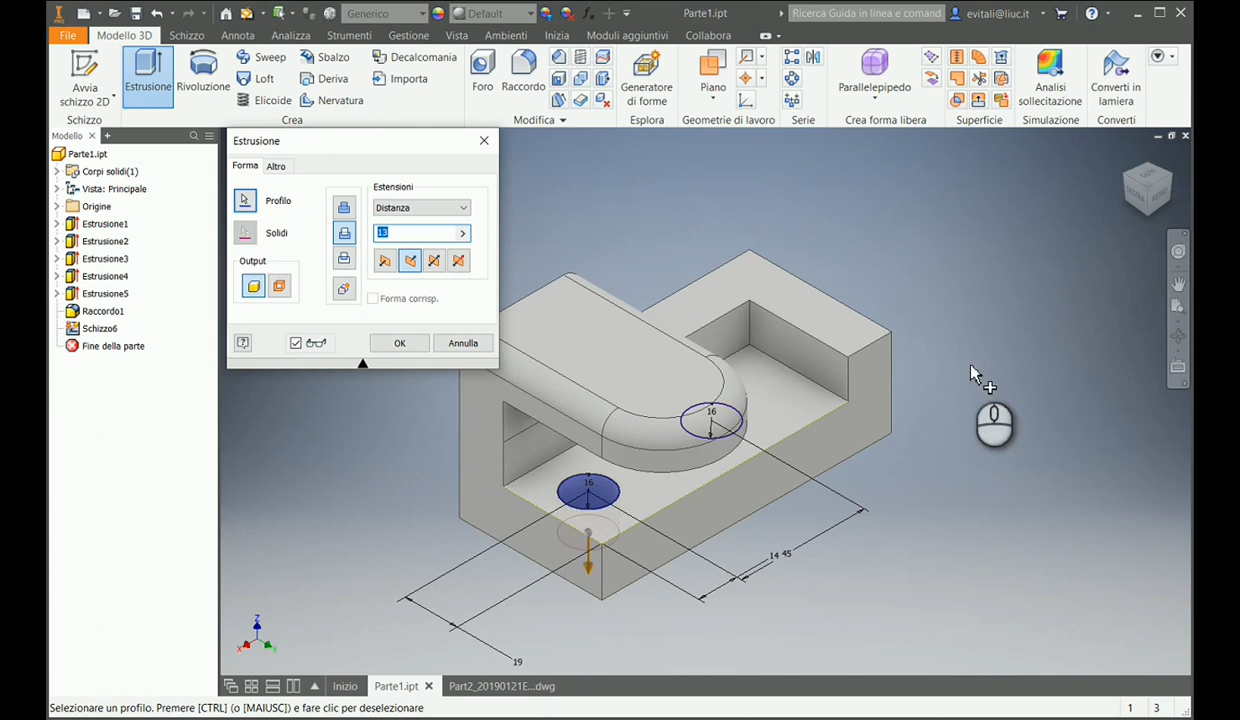 PRO
Generico
Default
Parte1.ipt
Ricerca Guida in linea e comand
evitali@liuc.it
File
Modello 3D
Schizzo
Annota
Analizza
Strumenti
Gestione
Vista
Ambienti
Inizia
Moduli aggiuntivi
Collabora
Avvia
schizzo 2D
Estrusione
Rivoluzione
Sweep
Sbalzo
Decalcomania
Loft
Deriva
Importa
Elicoide
Nervatura
Foro
Raccordo
Generatore
di forme
Piano
Parallelepipedo
Analisi
sollecitazione
Converti in
lamiera
Schizzo
Crea
Modifica
Esplora
Geometrie di lavoro
Serie
Crea forma libera
Superficie
Simulazione
Converti
Modello
Parte1.ipt
Corpi solidi(1)
Vista: Principale
Origine
Estrusione1
Estrusione2
Estrusione3
Estrusione4
Estrusione5
Raccordo1
Schizzo6
Fine della parte
Estrusione
Forma
Altro
Profilo
Solidi
Output
Estensioni
Distanza
13
Forma corrisp.
OK
Annulla
16
16
14
45
19
Z
X
Y
Inizio
Parte1.ipt
Part2_20190121E...dwg
Selezionare un profilo. Premere [CTRL] (o [MAIUSC]) e fare clic per deselezionare
1
3